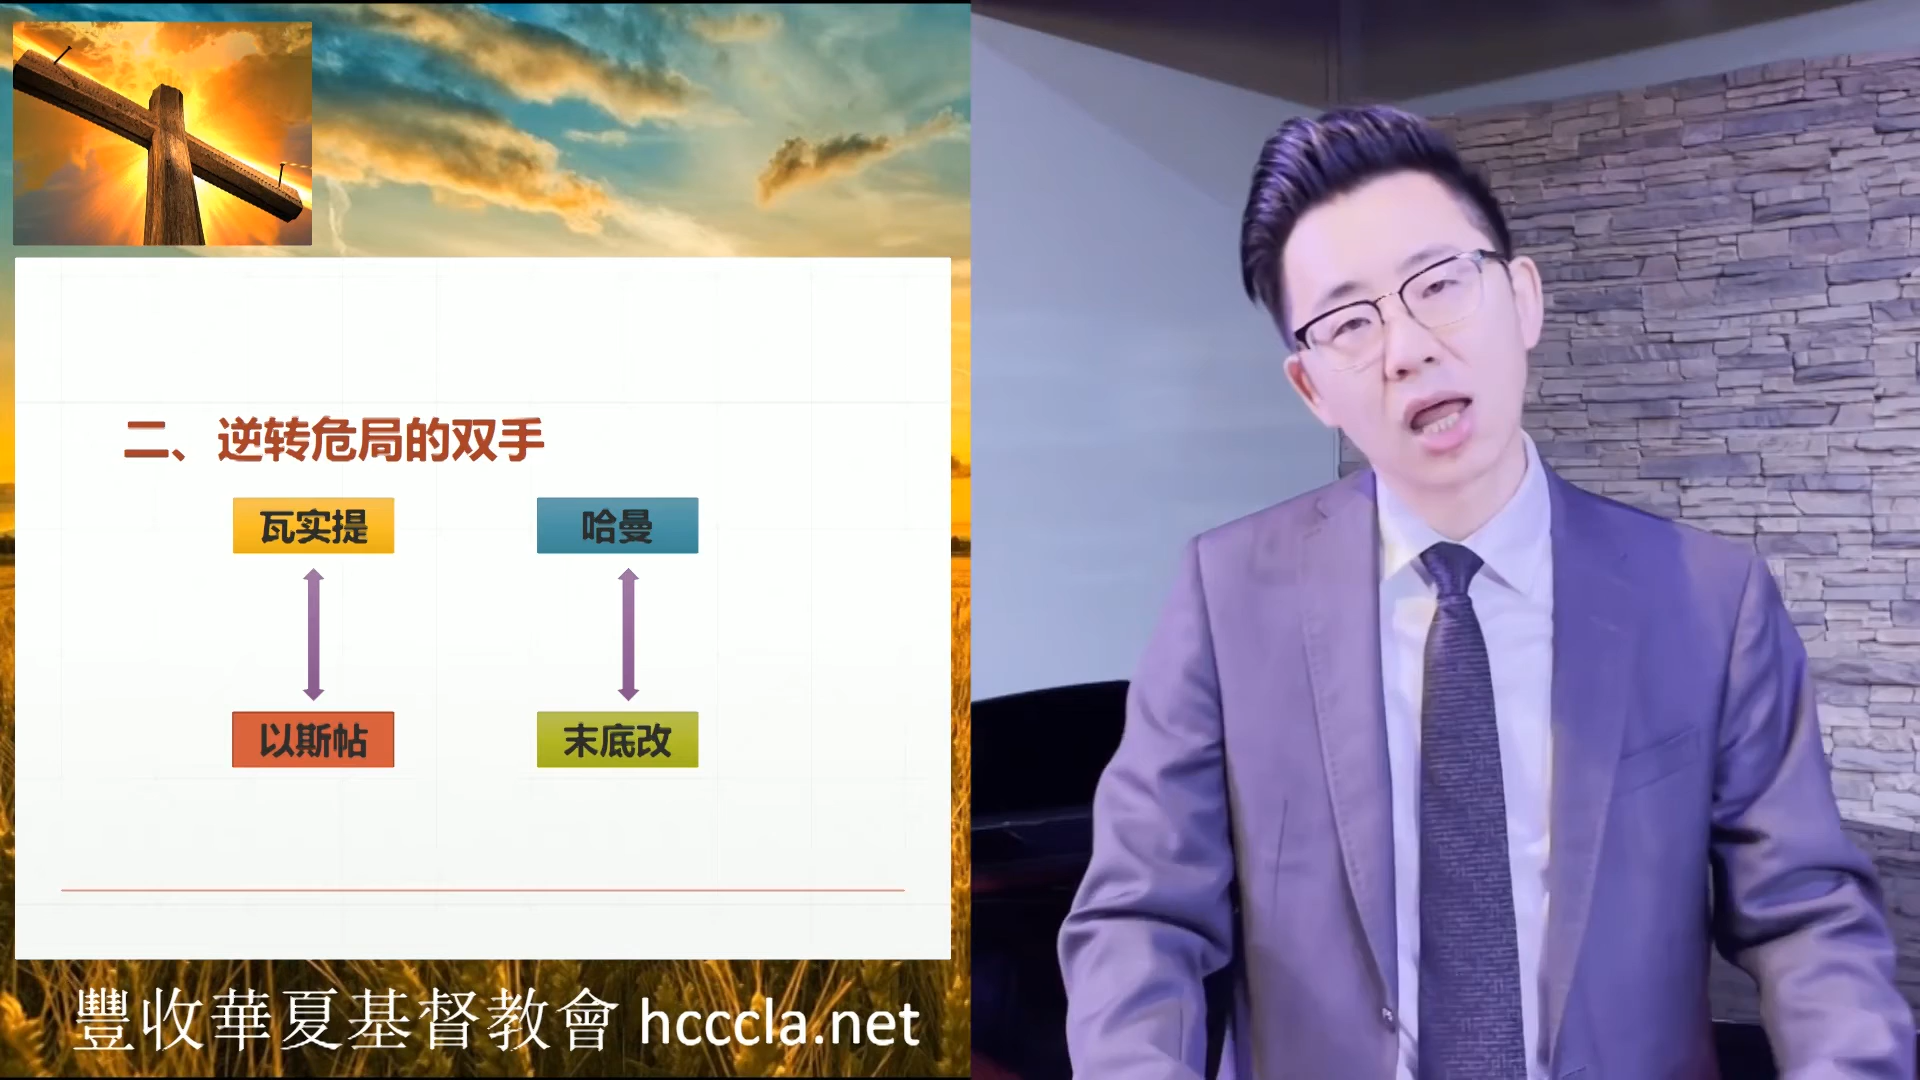 二、逆转危局的双手
瓦实提
哈曼
以斯帖
末底改
豐收華夏基督教會 hcccla.net